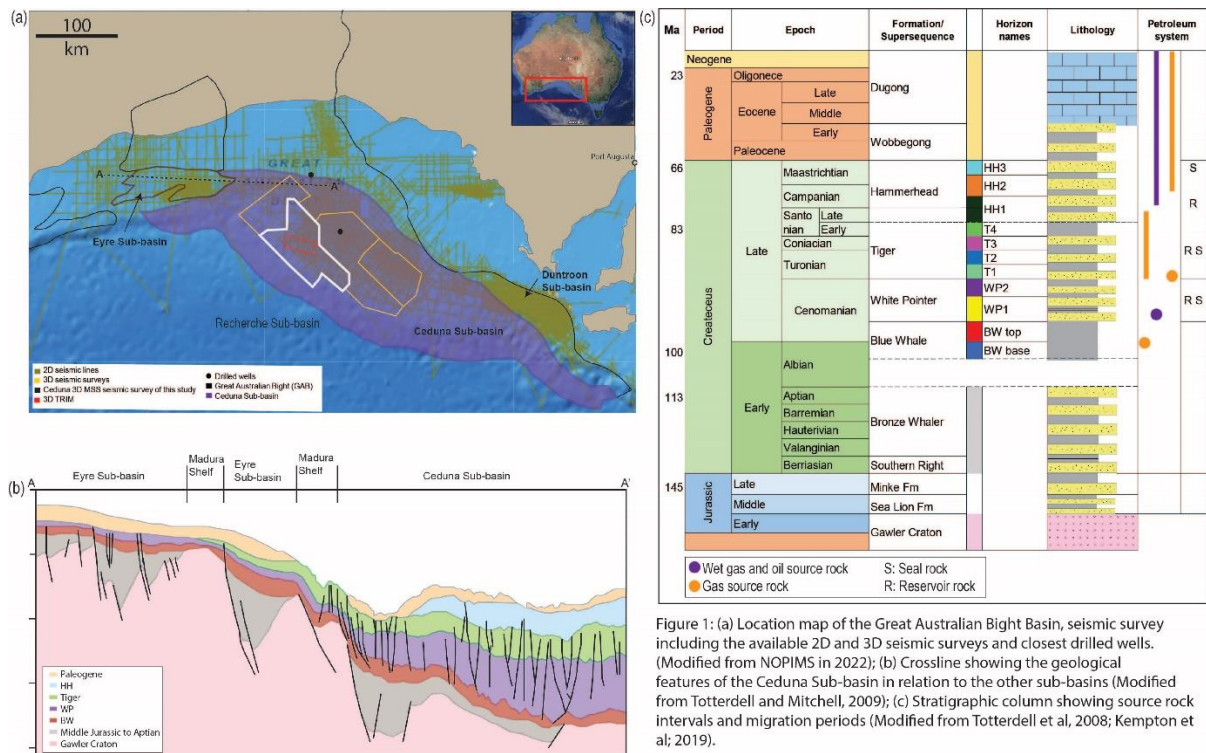 (a)
100
km
GREAT
Port Augusta
A
A'
Eyre Sub-basin
Duntroon
Sub-basin
Recherche Sub-basin
Ceduna Sub-basin
2D seismic lines
3D seismic surveys
Ceduna 3D MSS seismic survey of this study
3D TRIM
Drilled wells
Great Australian Bight (GAB)
Ceduna Sub-basin
(b)
Eyre Sub-basin
Madura
Shelf
Eyre
Sub-basin
Madura
Shelf
Ceduna Sub-basin
A
A'
Paleogene
HH
Tiger
WP
BW
Middle Jurassic to Aptian
Gawler Craton
(c)
Ma
Period
Epoch
Formation/
Supersequence
Horizon
names
Lithology
Petroleum
system
Neogene
23
Paleogene
Oligonece
Eocene
Late
Middle
Early
Paleocene
Dugong
Wobbegong
66
Createceus
Late
Maastrichtian
Campanian
Santo
nian
Late
Early
Hammerhead
HH3
HH2
HH1
S
R
83
Coniacian
Turonian
Tiger
T4
T3
T2
T1
R S
Cenomanian
White Pointer
WP2
WP1
R S
Blue Whale
BW top
BW base
100
Early
Albian
113
Aptian
Barremian
Hauterivian
Valanginian
Berriasian
Bronze Whaler
Southern Right
145
Jurassic
Late
Middle
Early
Minke Fm
Sea Lion Fm
Gawler Craton
Wet gas and oil source rock
Gas source rock
S: Seal rock
R: Reservoir rock
Figure 1: (a) Location map of the Great Australian Bight Basin, seismic survey
including the available 2D and 3D seismic surveys and closest drilled wells.
(Modified from NOPIMS in 2022); (b) Crossline showing the geological
features of the Ceduna Sub-basin in relation to the other sub-basins (Modified
from Totterdell and Mitchell, 2009); (c) Stratigraphic column showing source rock
intervals and migration periods (Modified from Totterdell et al, 2008; Kempton et
al; 2019).